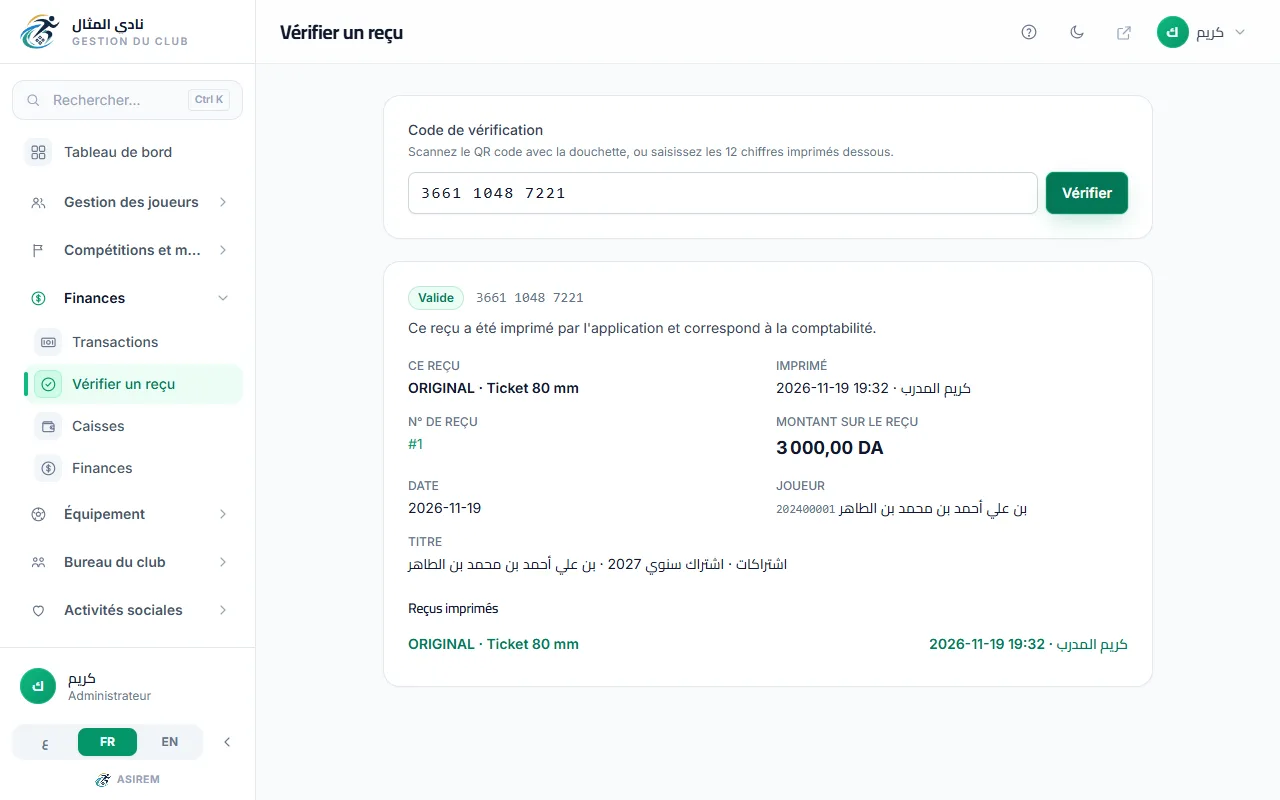 نادي المثال
GESTION DU CLUB
Rechercher...
Ctrl K
Tableau de bord
Gestion des joueurs
Compétitions et m...
Finances
Transactions
Vérifier un reçu
Caisses
Finances
Équipement
Bureau du club
Activités sociales
ك
كريم
Administrateur
ع
FR
EN
ASIREM
Vérifier un reçu
ك
كريم
Code de vérification
Scannez le QR code avec la douchette, ou saisissez les 12 chiffres imprimés dessous.
3661 1048 7221
Vérifier
Valide
3661 1048 7221
Ce reçu a été imprimé par l'application et correspond à la comptabilité.
CE REÇU
ORIGINAL · Ticket 80 mm
IMPRIMÉ
2026-11-19 19:32 · كريم المدرب
N° DE REÇU
#1
MONTANT SUR LE REÇU
3 000,00 DA
DATE
2026-11-19
JOUEUR
202400001 بن علي أحمد بن محمد بن الطاهر
TITRE
اشتراكات · اشتراك سنوي 2027 · بن علي أحمد بن محمد بن الطاهر
Reçus imprimés
ORIGINAL · Ticket 80 mm
2026-11-19 19:32 · كريم المدرب